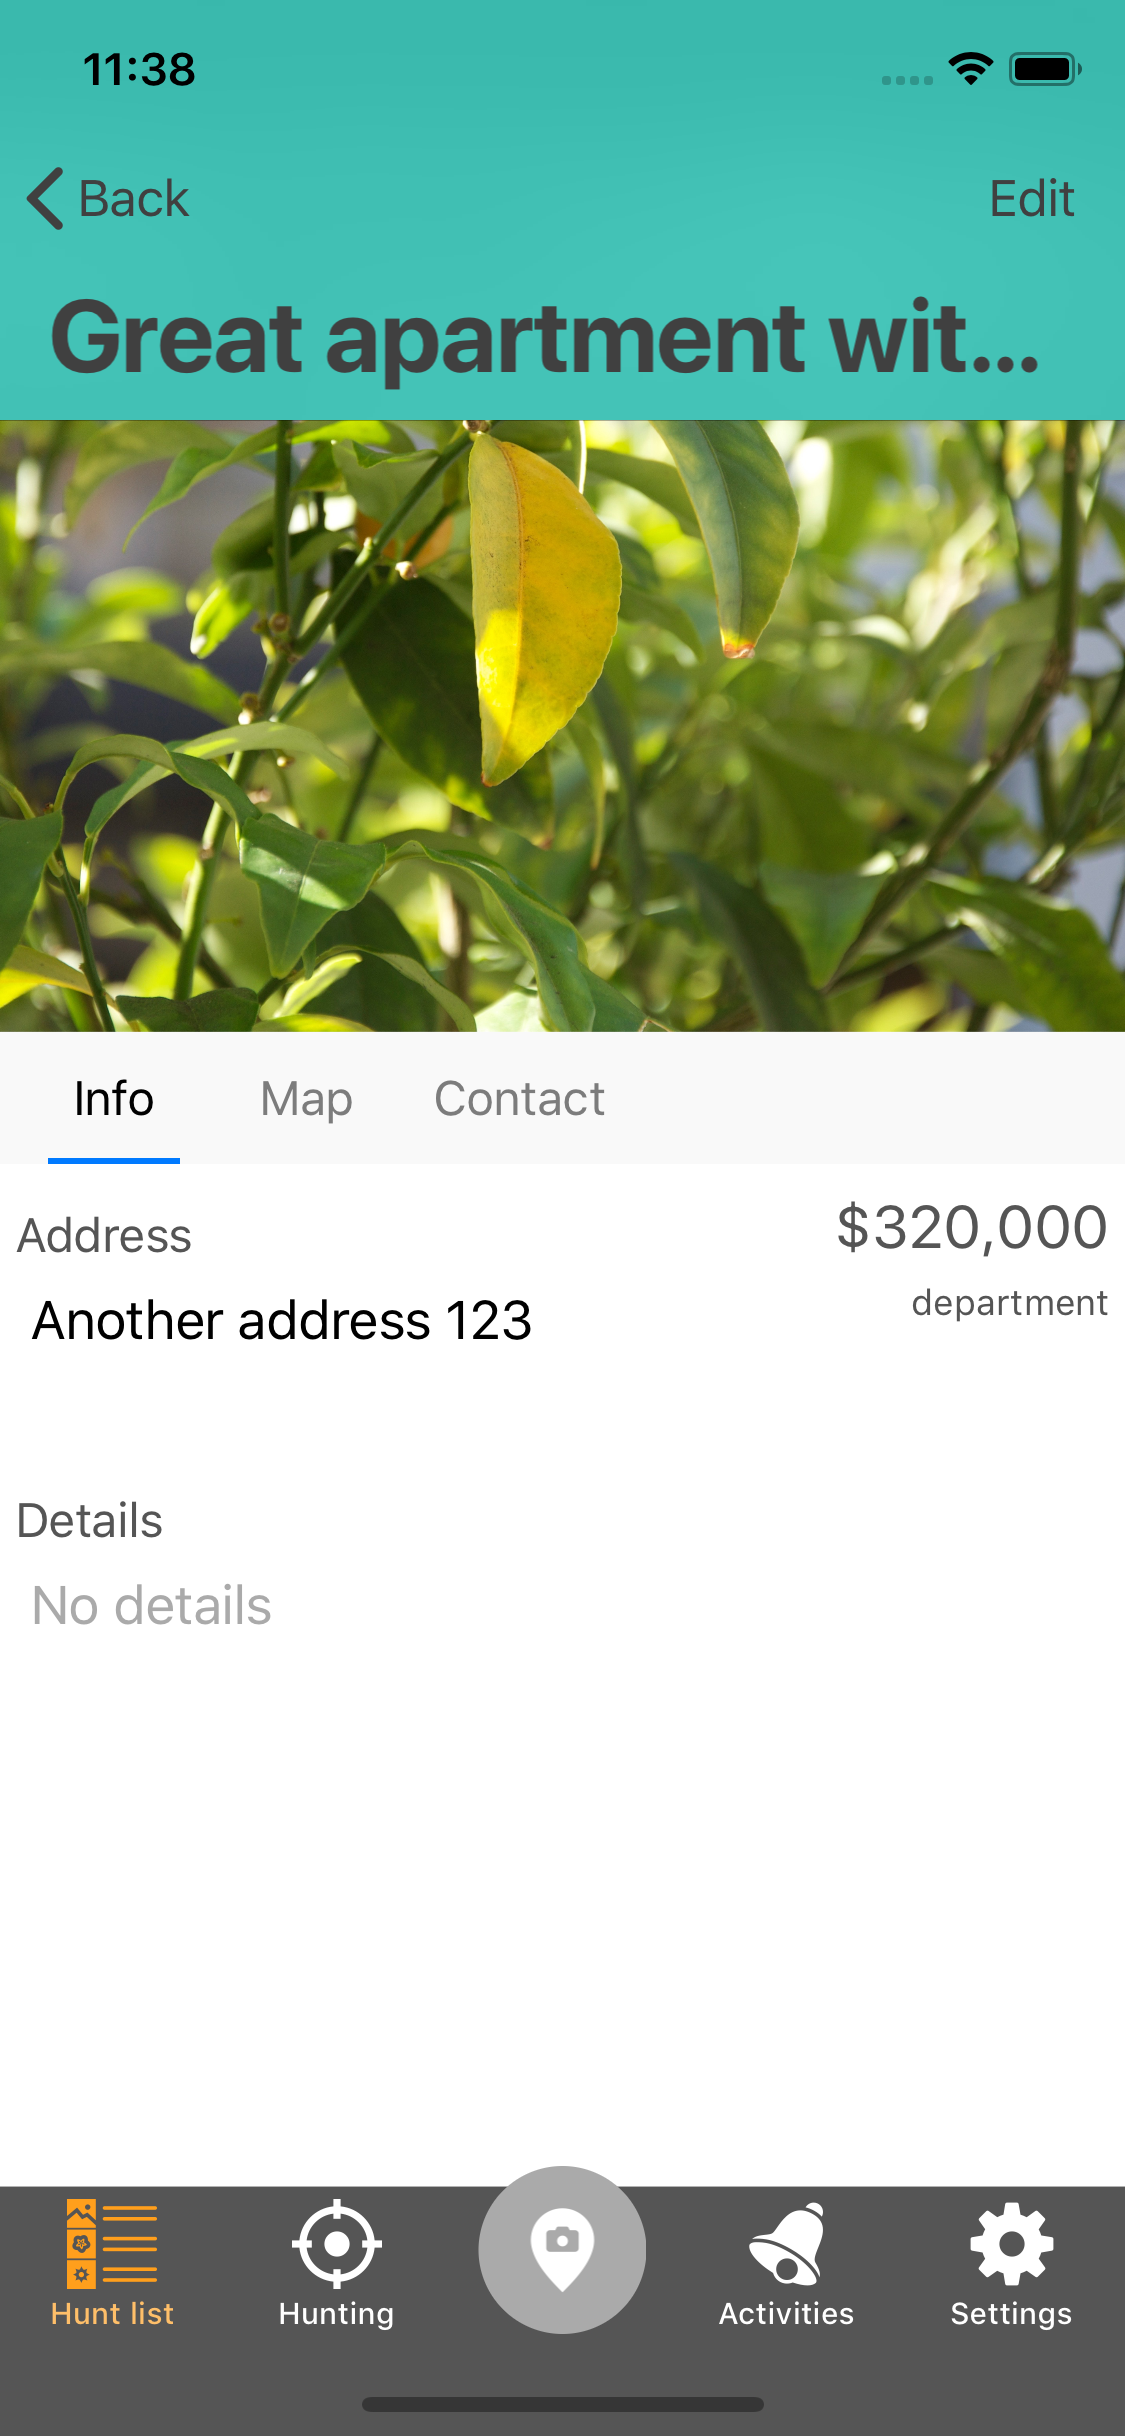 11:38
Back
Edit
Great apartment wit...
Info
Map
Contact
Address
$320,000
department
Another address 123
Details
No details
Hunt list
Hunting
Activities
Settings